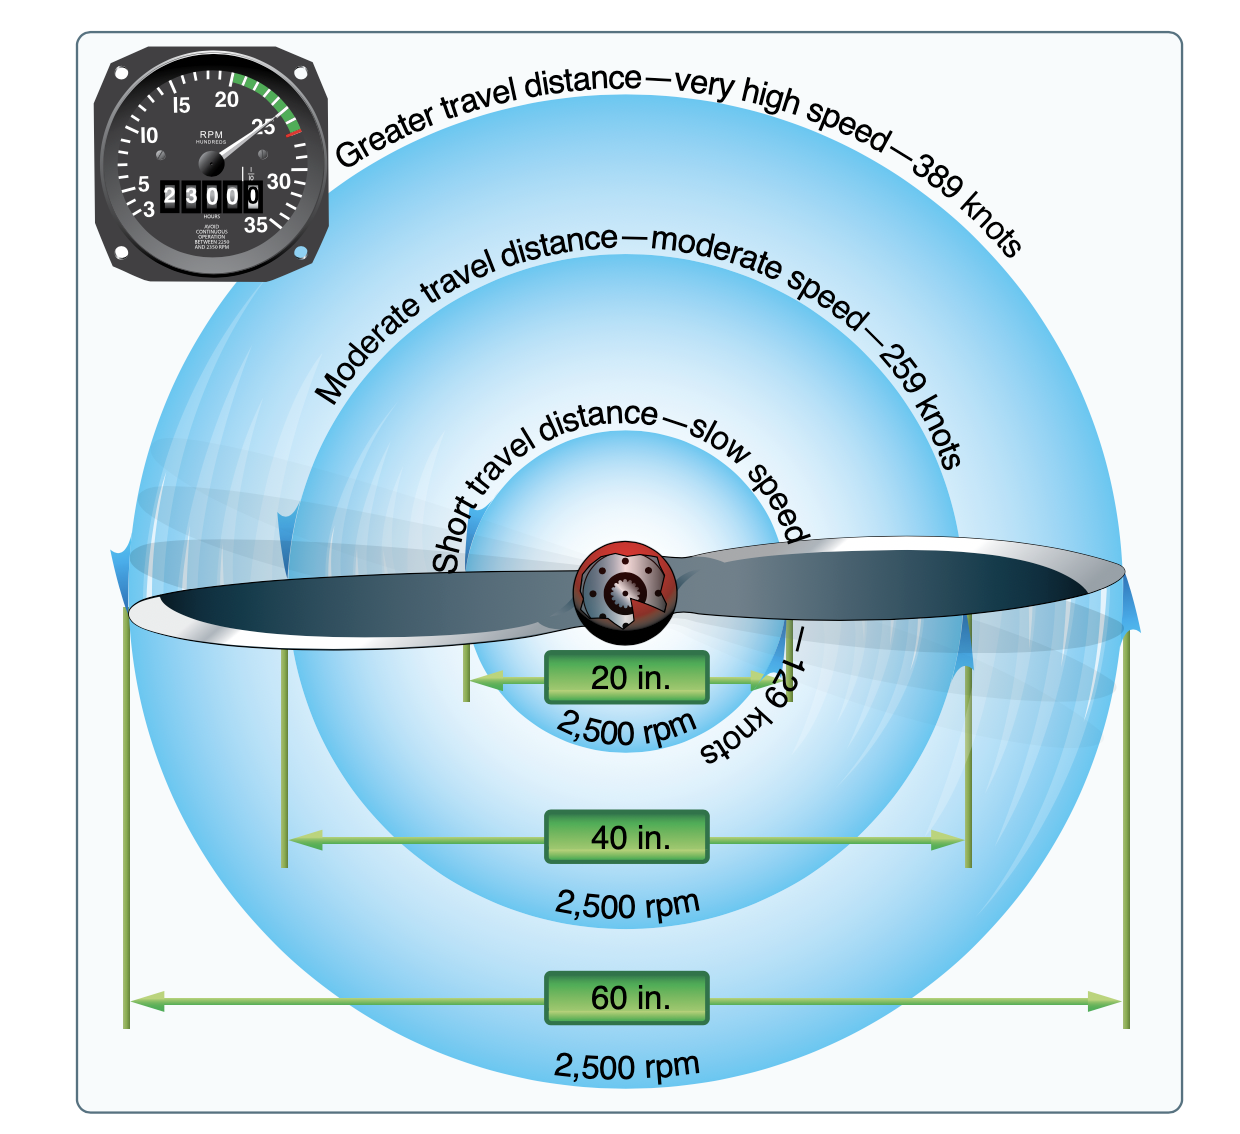 20
15
25
10
RPM
HUNDREDS
1
10
5
30
3
2 3 0 0 0
HOURS
35
AVOID
CONTINUOUS
OPERATION
BETWEEN 2250
AND 2350 RPM
Greater travel distance—very high speed—389 knots
Moderate travel distance—moderate speed—259 knots
Short travel distance—slow speed—129 knots
20 in.
2,500 rpm
40 in.
2,500 rpm
60 in.
2,500 rpm